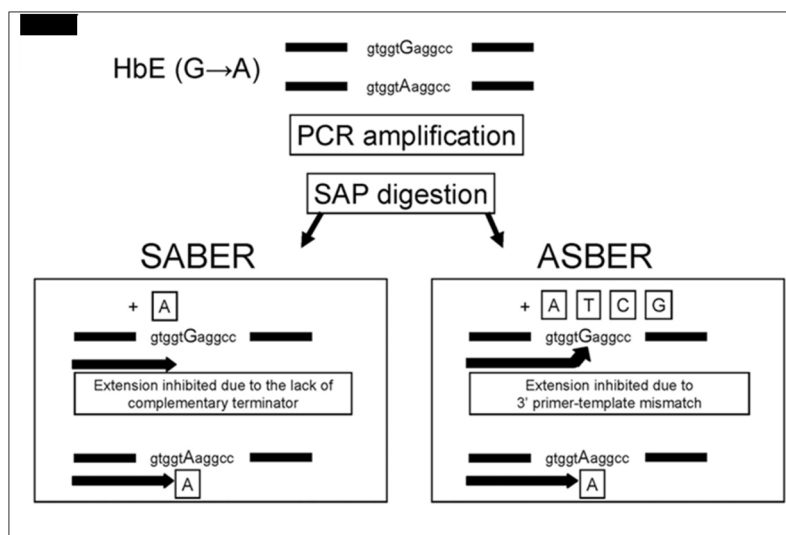 HbE (G→A)
gtggtGaggcc
gtggtAaggcc
PCR amplification
SAP digestion
SABER
+ A
gtggtGaggcc
Extension inhibited due to the lack of
complementary terminator
gtggtAaggcc
A
ASBER
+ A T C G
gtggtGaggcc
Extension inhibited due to
3' primer-template mismatch
gtggtAaggcc
A